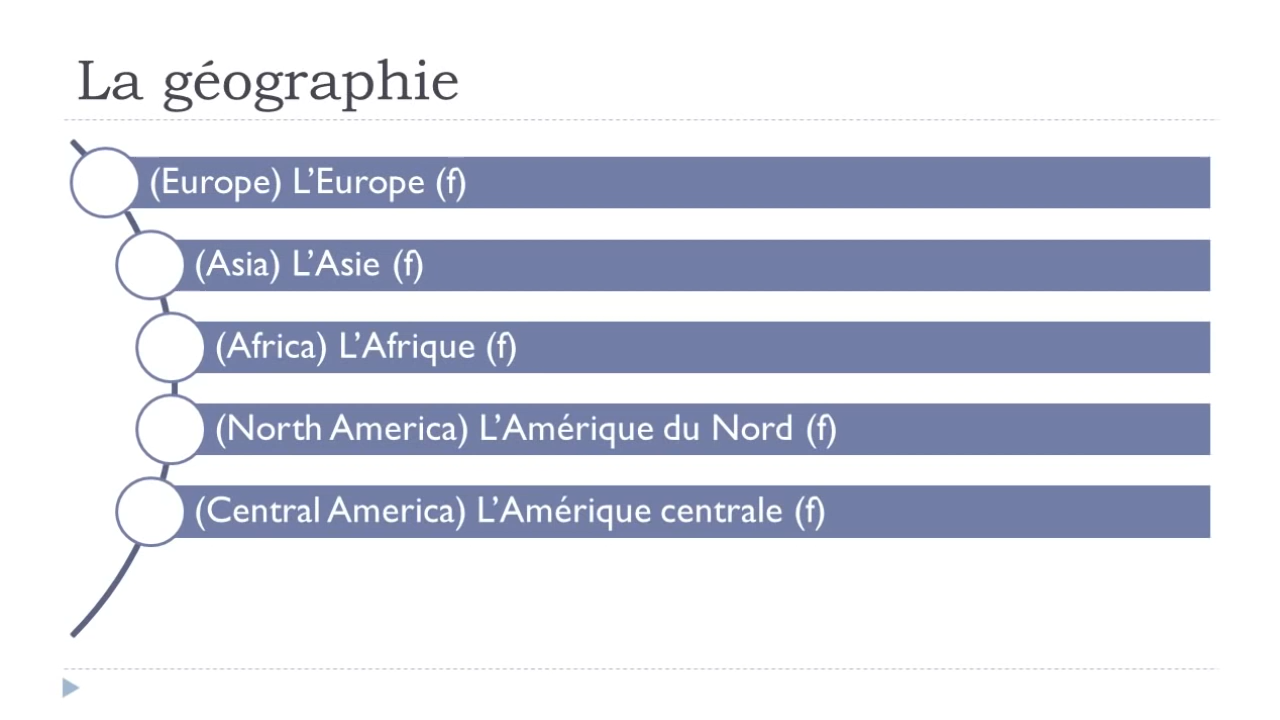 La géographie
(Europe) L’Europe (f)
(Asia) L’Asie (f)
(Africa) L’Afrique (f)
(North America) L’Amérique du Nord (f)
(Central America) L’Amérique centrale (f)